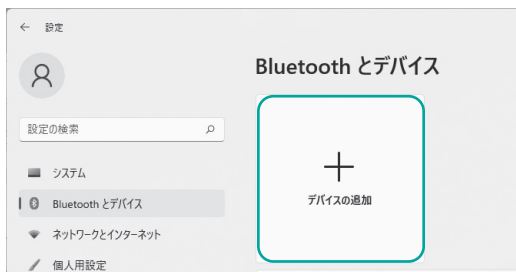 設定
Bluetooth とデバイス
設定の検索
システム
Bluetooth とデバイス
ネットワークとインターネット
個人用設定
デバイスの追加